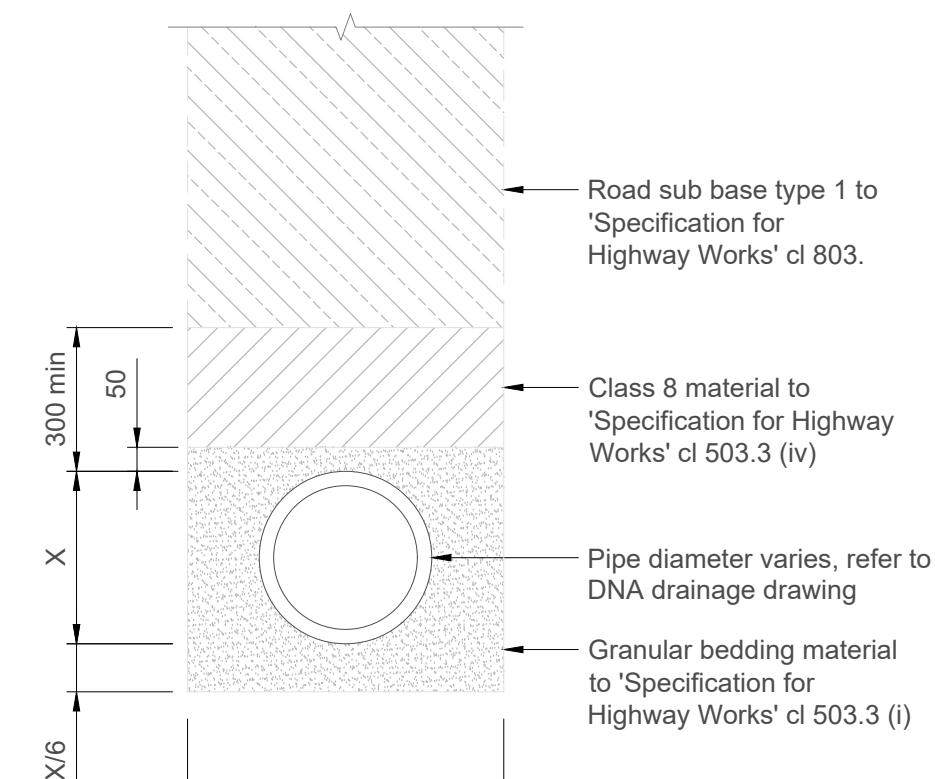 Road sub base type 1 to
'Specification for
Highway Works' cl 803.
300 min
50
Class 8 material to
'Specification for Highway
Works' cl 503.3 (iv)
X
Pipe diameter varies, refer to
DNA drainage drawing
Granular bedding material
to 'Specification for
Highway Works' cl 503.3 (i)
X/6